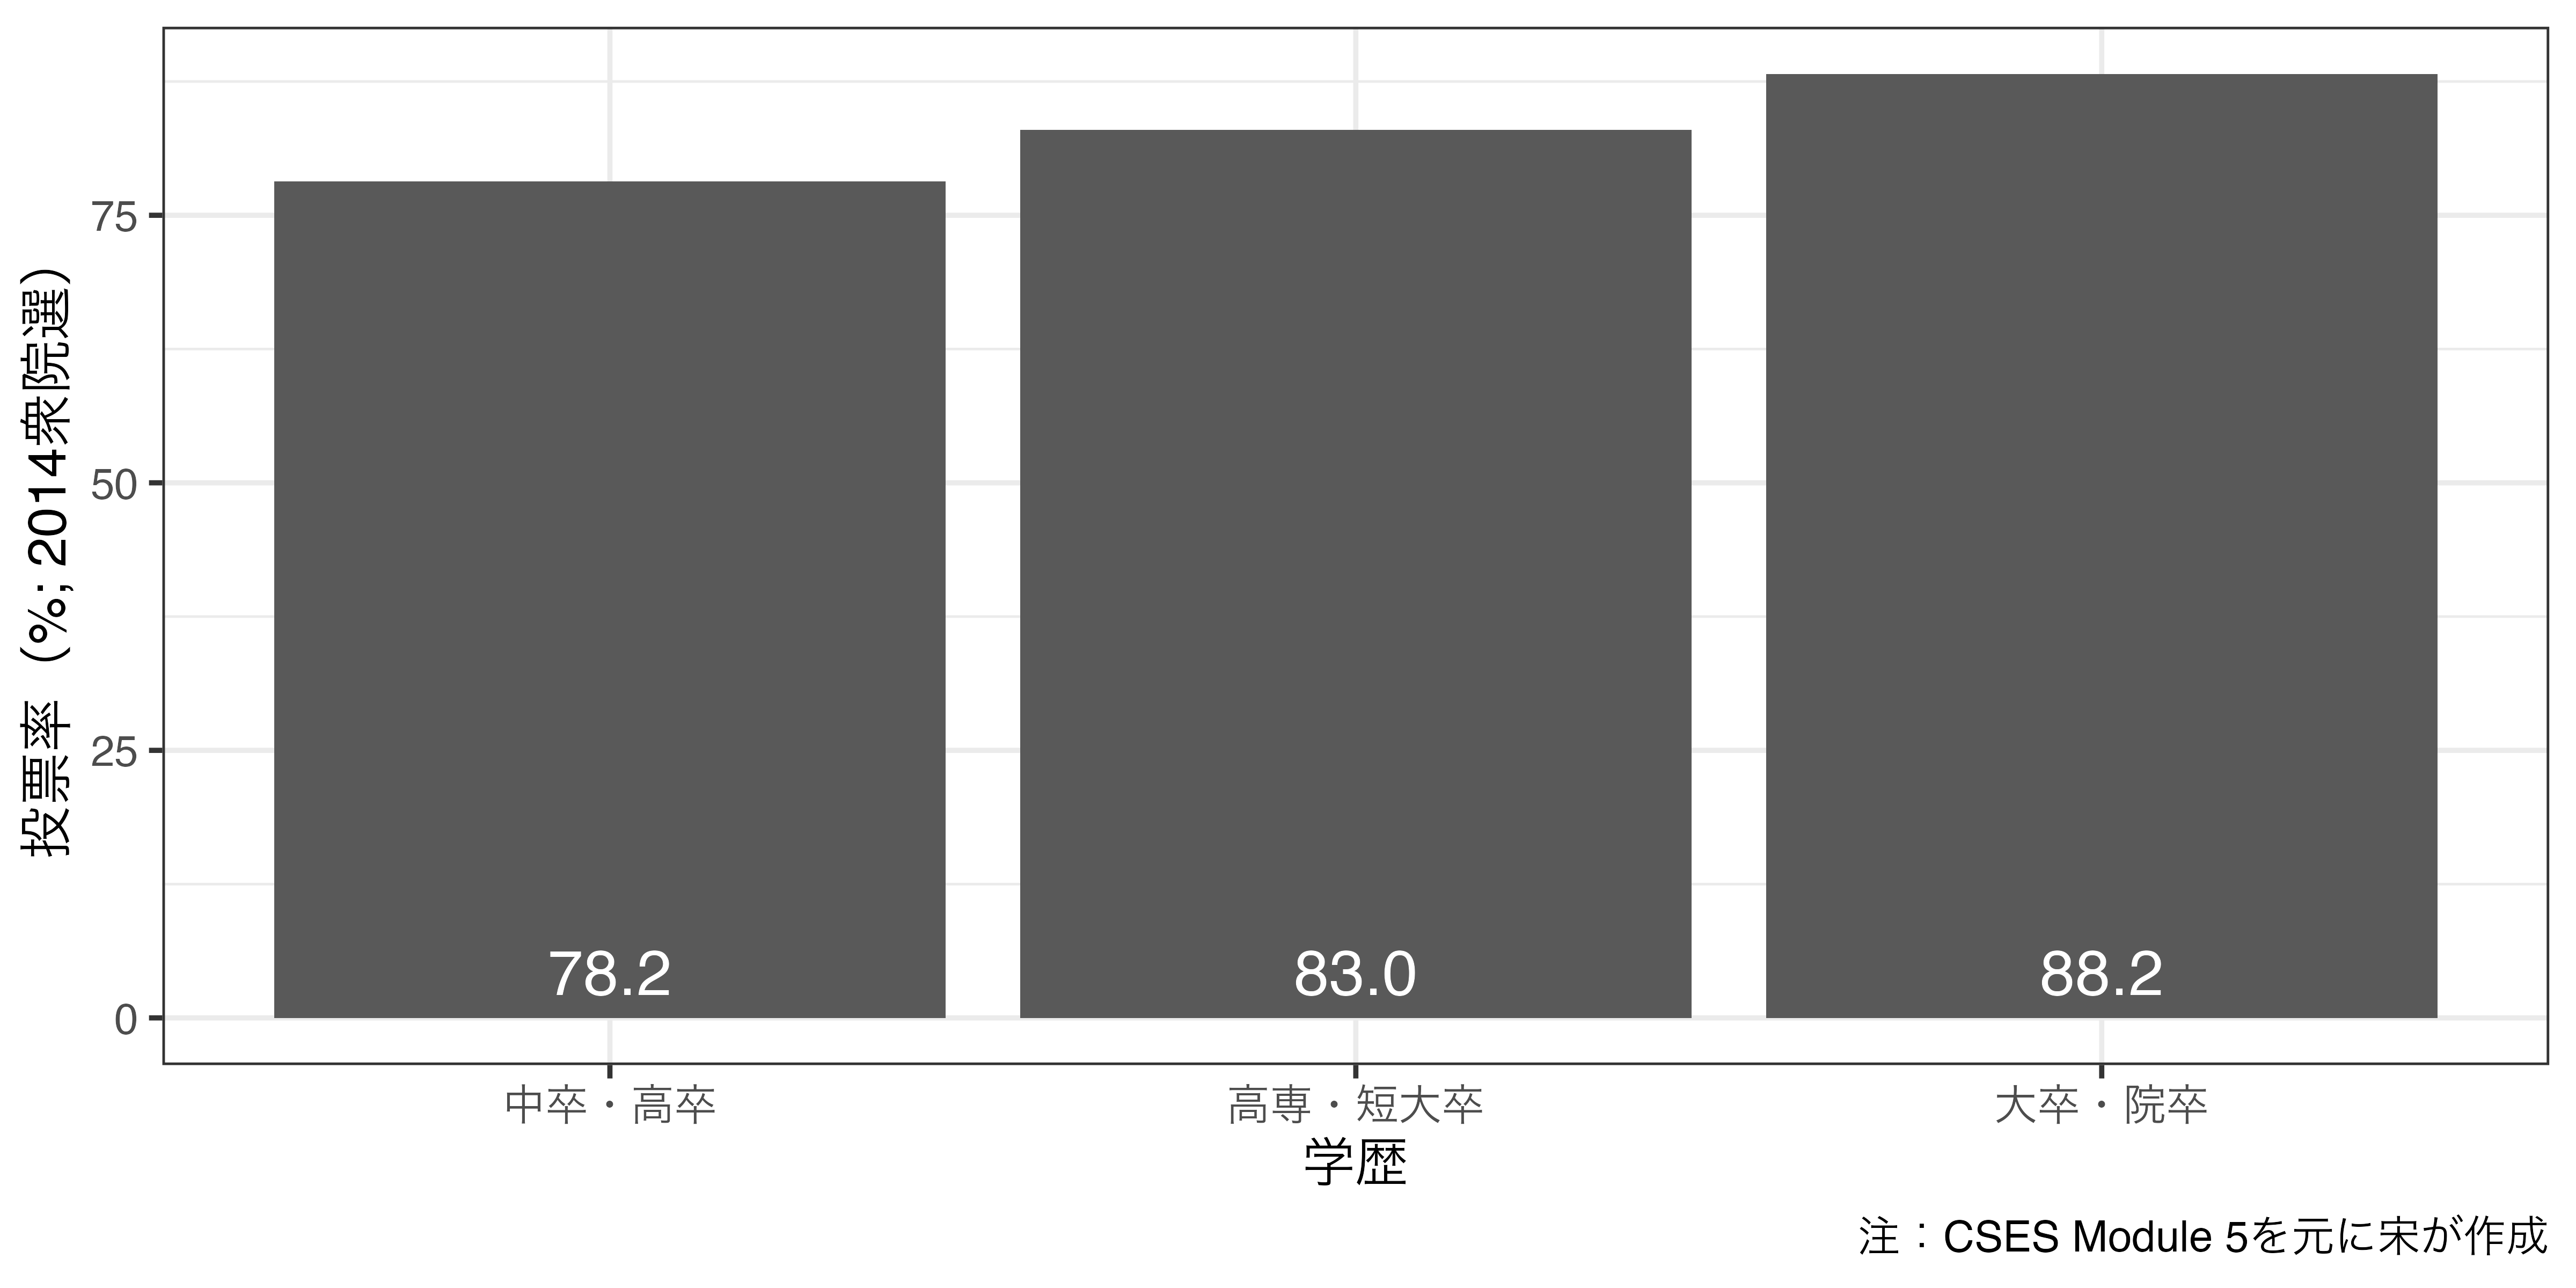 投票率（%; 2014衆院選）
75
50
25
0
78.2
83.0
88.2
中卒・高卒
高専・短大卒
大卒・院卒
学歴
注：CSES Module 5を元に宋が作成